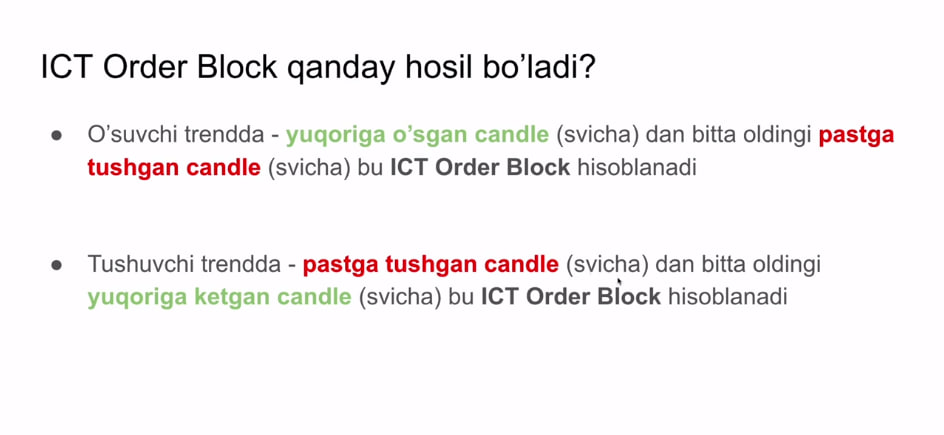 ICT Order Block qanday hosil bo’ladi?
● O’suvchi trendda - yuqoriga o’sgan candle (svicha) dan bitta oldingi pastga
tushgan candle (svicha) bu ICT Order Block hisoblanadi
● Tushuvchi trendda - pastga tushgan candle (svicha) dan bitta oldingi
yuqoriga ketgan candle (svicha) bu ICT Order Block hisoblanadi